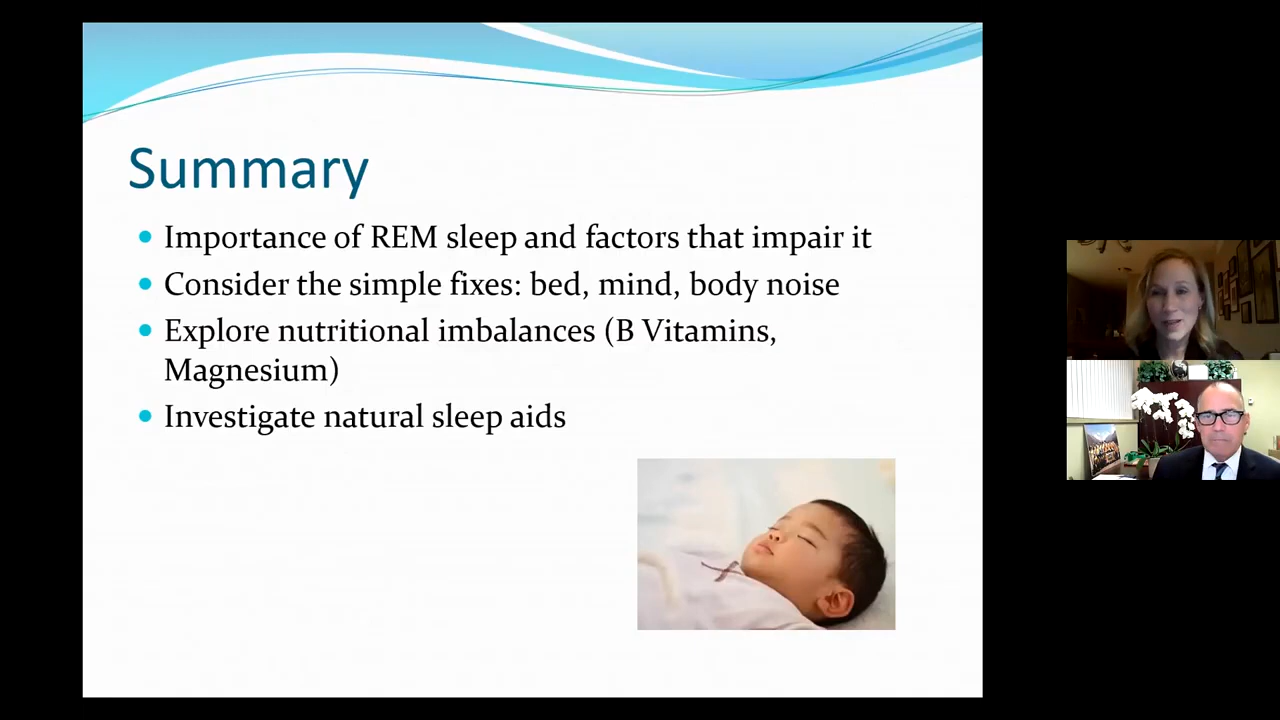 Summary
Importance of REM sleep and factors that impair it
Consider the simple fixes: bed, mind, body noise
Explore nutritional imbalances (B Vitamins,
Magnesium)
Investigate natural sleep aids